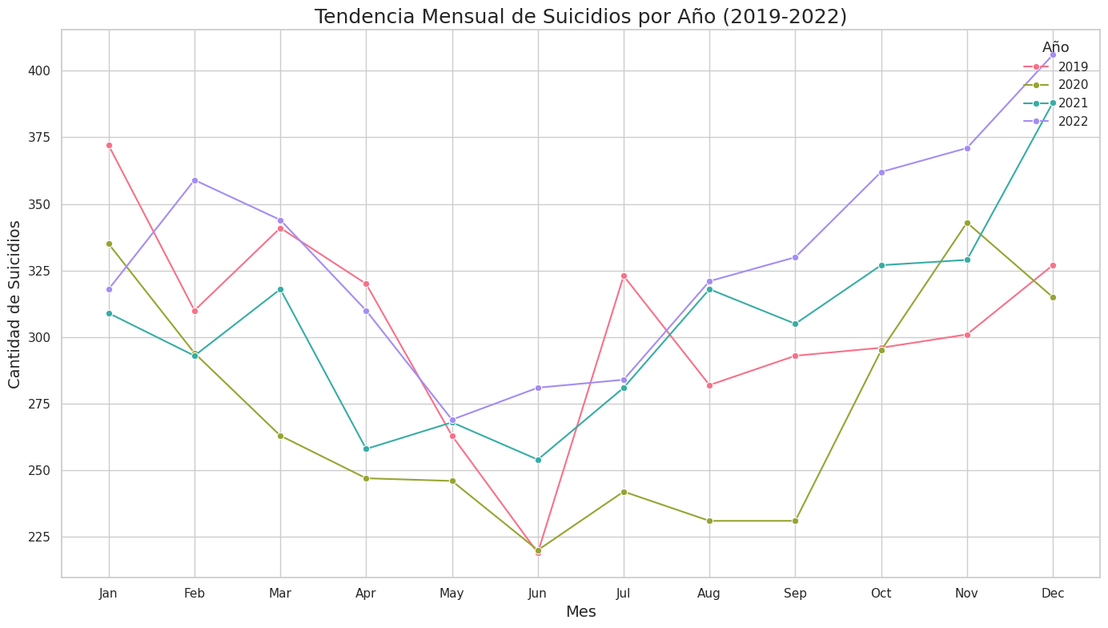 Tendencia Mensual de Suicidios por Año (2019-2022)
Año
2019
2020
2021
2022
Cantidad de Suicidios
400
375
350
325
300
275
250
225
Jan Feb Mar Apr May Jun Jul Aug Sep Oct Nov Dec
Mes